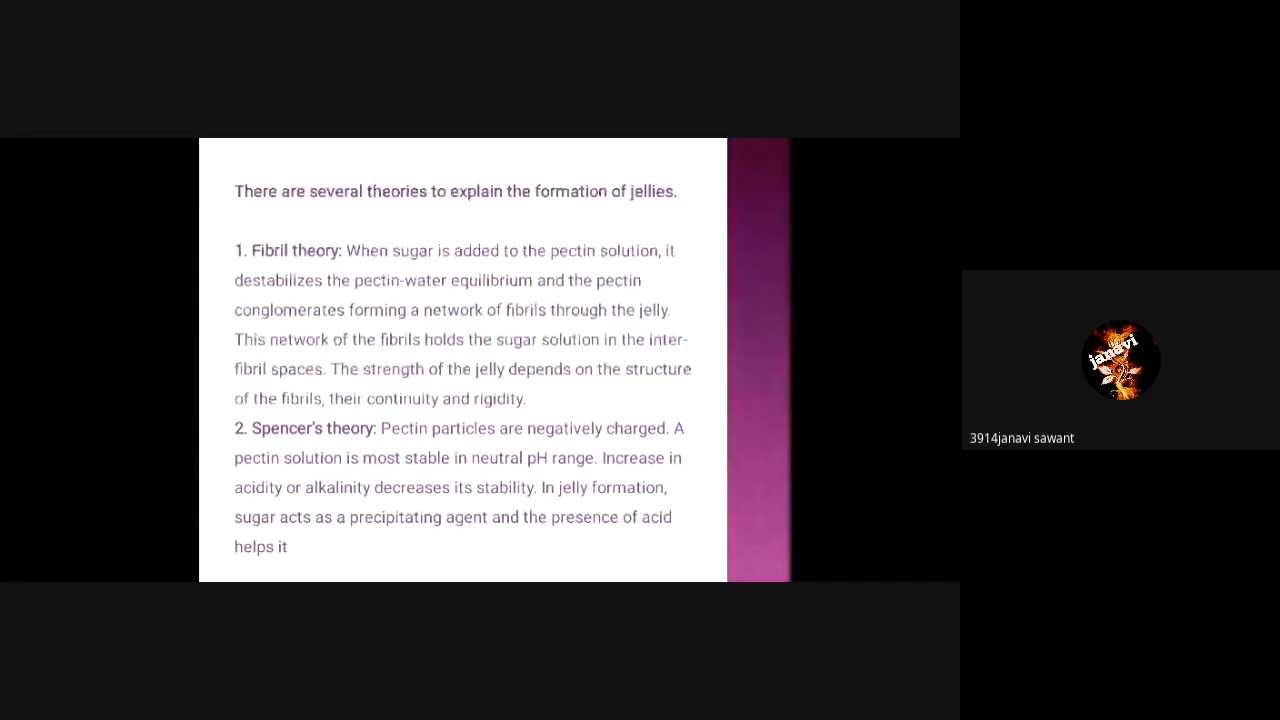 There are several theories to explain the formation of jellies.
1. Fibril theory: When sugar is added to the pectin solution, it
destabilizes the pectin-water equilibrium and the pectin
conglomerates forming a network of fibrils through the jelly.
This network of the fibrils holds the sugar solution in the inter-
fibril spaces. The strength of the jelly depends on the structure
of the fibrils, their continuity and rigidity.
2. Spencer's theory: Pectin particles are negatively charged. A
pectin solution is most stable in neutral pH range. Increase in
acidity or alkalinity decreases its stability. In jelly formation,
sugar acts as a precipitating agent and the presence of acid
helps it
janavi
3914janavi sawant